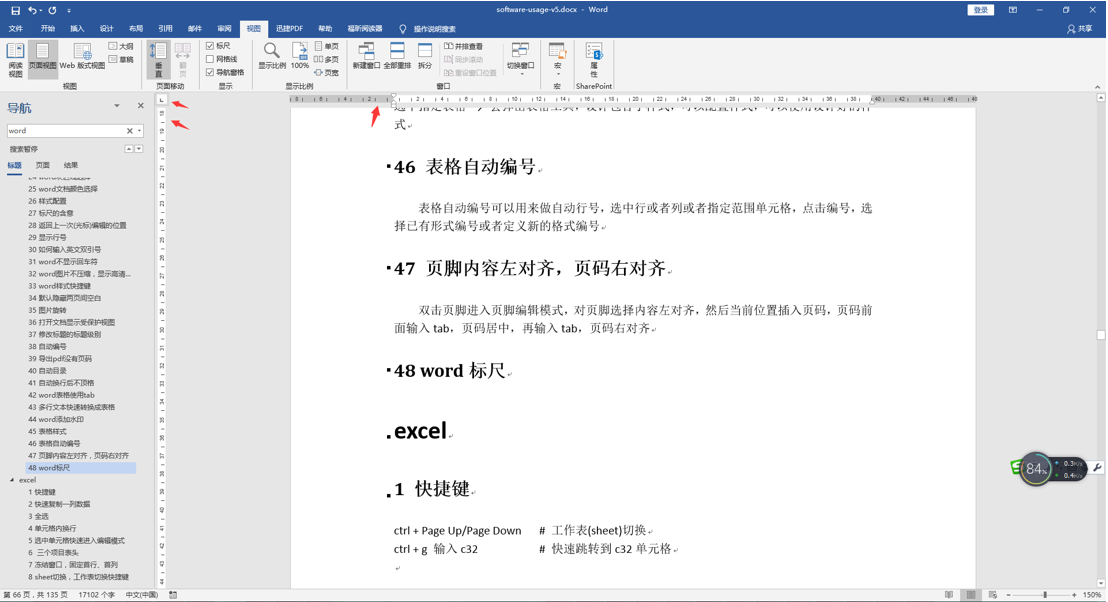 software-usage-v5.docx - Word
登录
文件 开始 插入 设计 布局 引用 邮件 审阅 视图 迅捷PDF 帮助 福昕阅读器 操作说明搜索 共享
阅读视图 页面视图 Web 版式视图 大纲 草稿 垂直 翻页 标尺 网格线 导航窗格 显示比例 100% 单页 多页 页宽 新建窗口 全部重排 拆分 并排查看 同步滚动 重设窗口位置 切换窗口 宏 属性
视图 页面移动 显示 显示比例 窗口 宏 SharePoint
导航
word
搜索暂停
标题 页面 结果
25 word文档颜色选择
26 样式配置
27 标尺的含意
28 返回上一次(光标)编辑的位置
29 显示行号
30 如何输入英文双引号
31 word不显示回车符
32 word图片不压缩，显示高清...
33 word样式快捷键
34 默认隐藏两页间空白
35 图片旋转
36 打开文档显示受保护视图
37 修改标题的标题级别
38 自动编号
39 导出pdf没有页码
40 自动目录
41 自动换行后不顶格
42 word表格使用tab
43 多行文本快速转换成表格
44 word添加水印
45 表格样式
46 表格自动编号
47 页脚内容左对齐，页码右对齐
48 word标尺
excel
1 快捷键
2 快速复制一列数据
3 全选
4 单元格内换行
5 选中单元格快速进入编辑模式
6 三个项目表头
7 冻结窗口，固定首行、首列
8 sheet切换，工作表切换快捷键
式
46 表格自动编号
表格自动编号可以用来做自动行号，选中行或者列或者指定范围单元格，点击编号，选
择已有形式编号或者定义新的格式编号
47 页脚内容左对齐，页码右对齐
双击页脚进入页脚编辑模式，对页脚选择内容左对齐，然后当前位置插入页码，页码前
面输入 tab，页码居中，再输入 tab，页码右对齐
48 word 标尺
excel
1 快捷键
ctrl + Page Up/Page Down # 工作表(sheet)切换
ctrl + g 输入 c32 # 快速跳转到 c32 单元格
84%
0.3K/s
0.4K/s
第 66 页，共 135 页 17102 个字 中文(中国) 150%